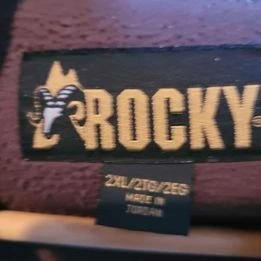 ROCKY
2XL/2TG/2EG
MADE IN
JORDAN